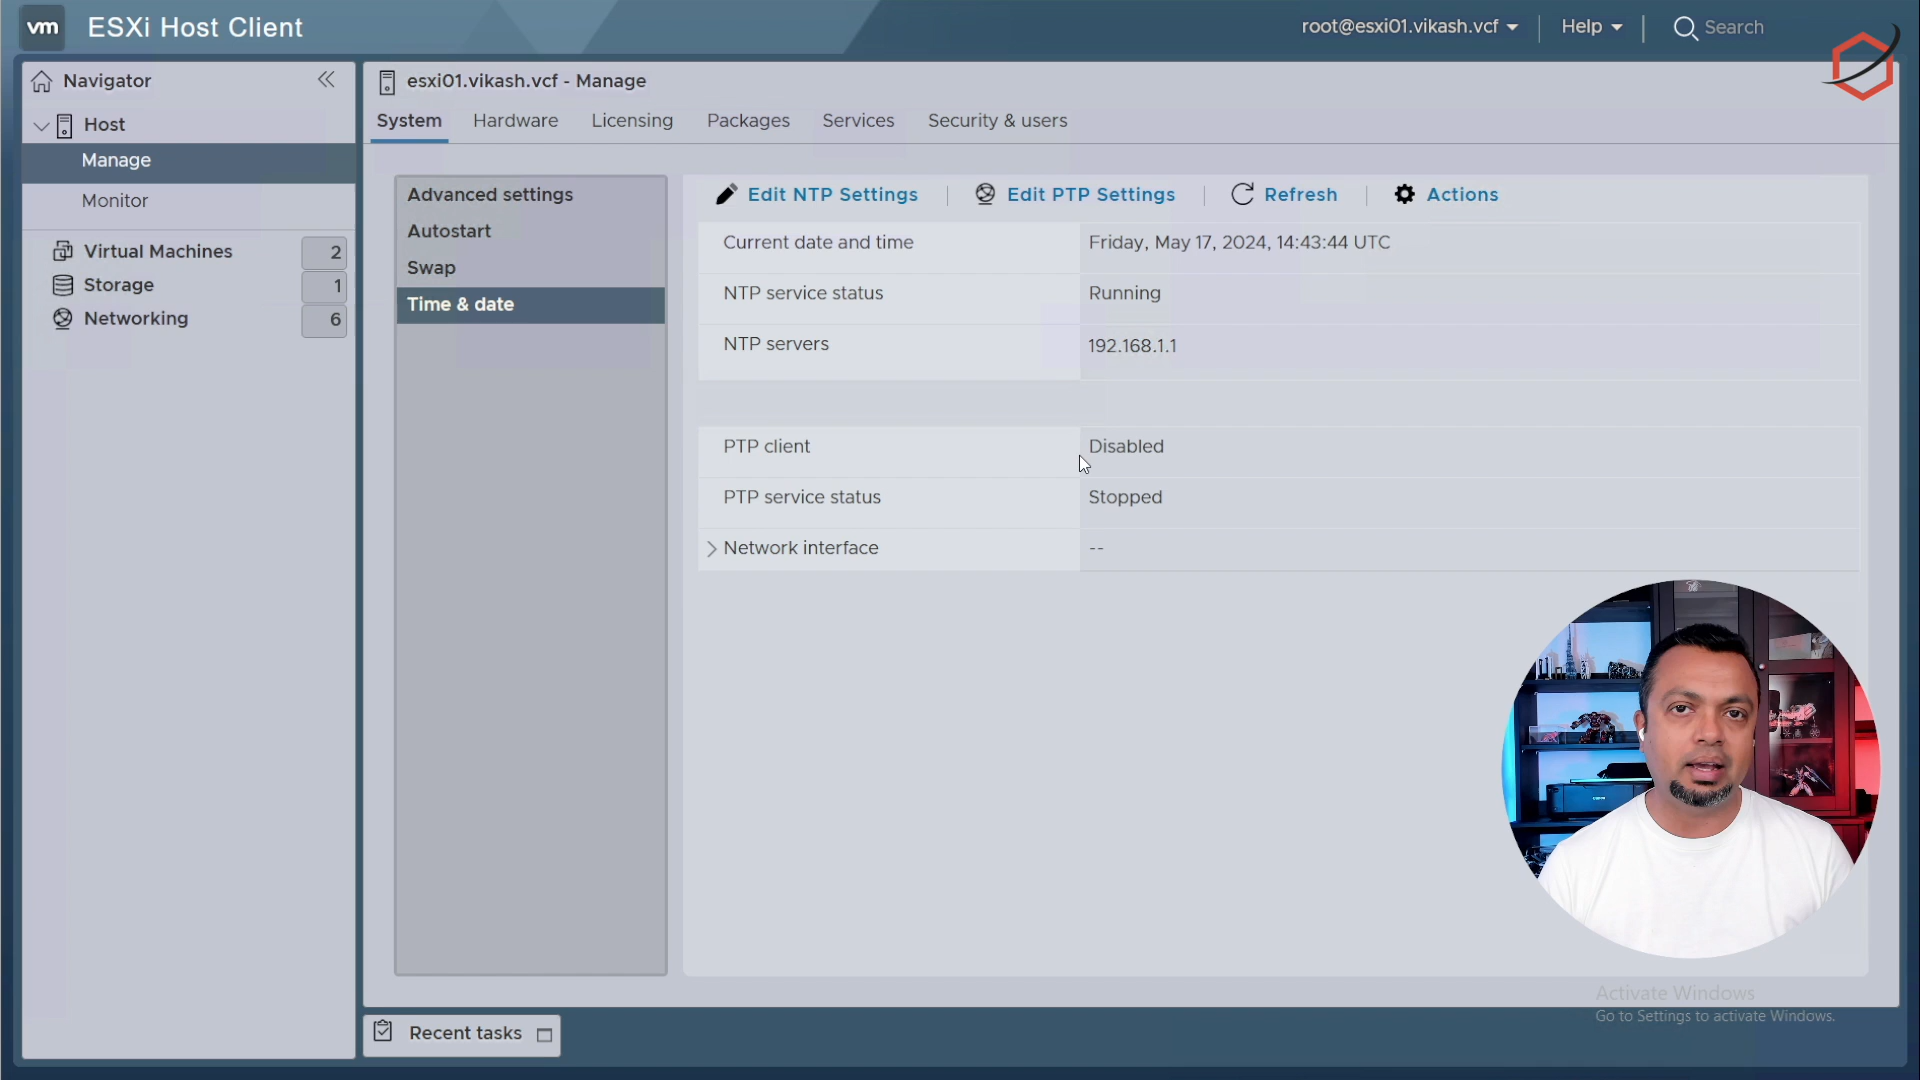 vm ESXi Host Client
root@esxi01.vikash.vcf Help Search
Navigator
Host
Manage
Monitor
Virtual Machines 2
Storage 1
Networking 6
esxi01.vikash.vcf - Manage
System Hardware Licensing Packages Services Security & users
Advanced settings
Autostart
Swap
Time & date
Edit NTP Settings Edit PTP Settings Refresh Actions
Current date and time Friday, May 17, 2024, 14:43:44 UTC
NTP service status Running
NTP servers 192.168.1.1
PTP client Disabled
PTP service status Stopped
Network interface --
Activate Windows
Go to Settings to activate Windows.
Recent tasks